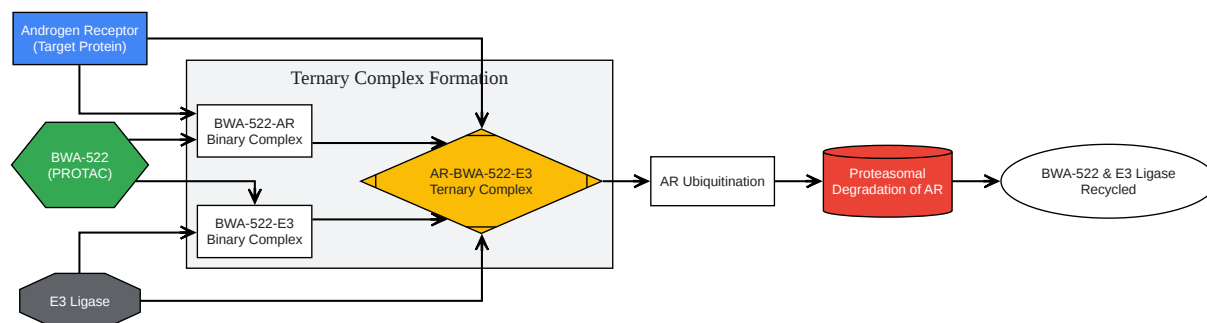 Androgen Receptor
(Target Protein)
Ternary Complex Formation
BWA-522-AR
Binary Complex
BWA-522
(PROTAC)
AR-BWA-522-E3
Ternary Complex
AR Ubiquitination
Proteasomal
Degradation of AR
BWA-522 & E3 Ligase
Recycled
BWA-522-E3
Binary Complex
E3 Ligase